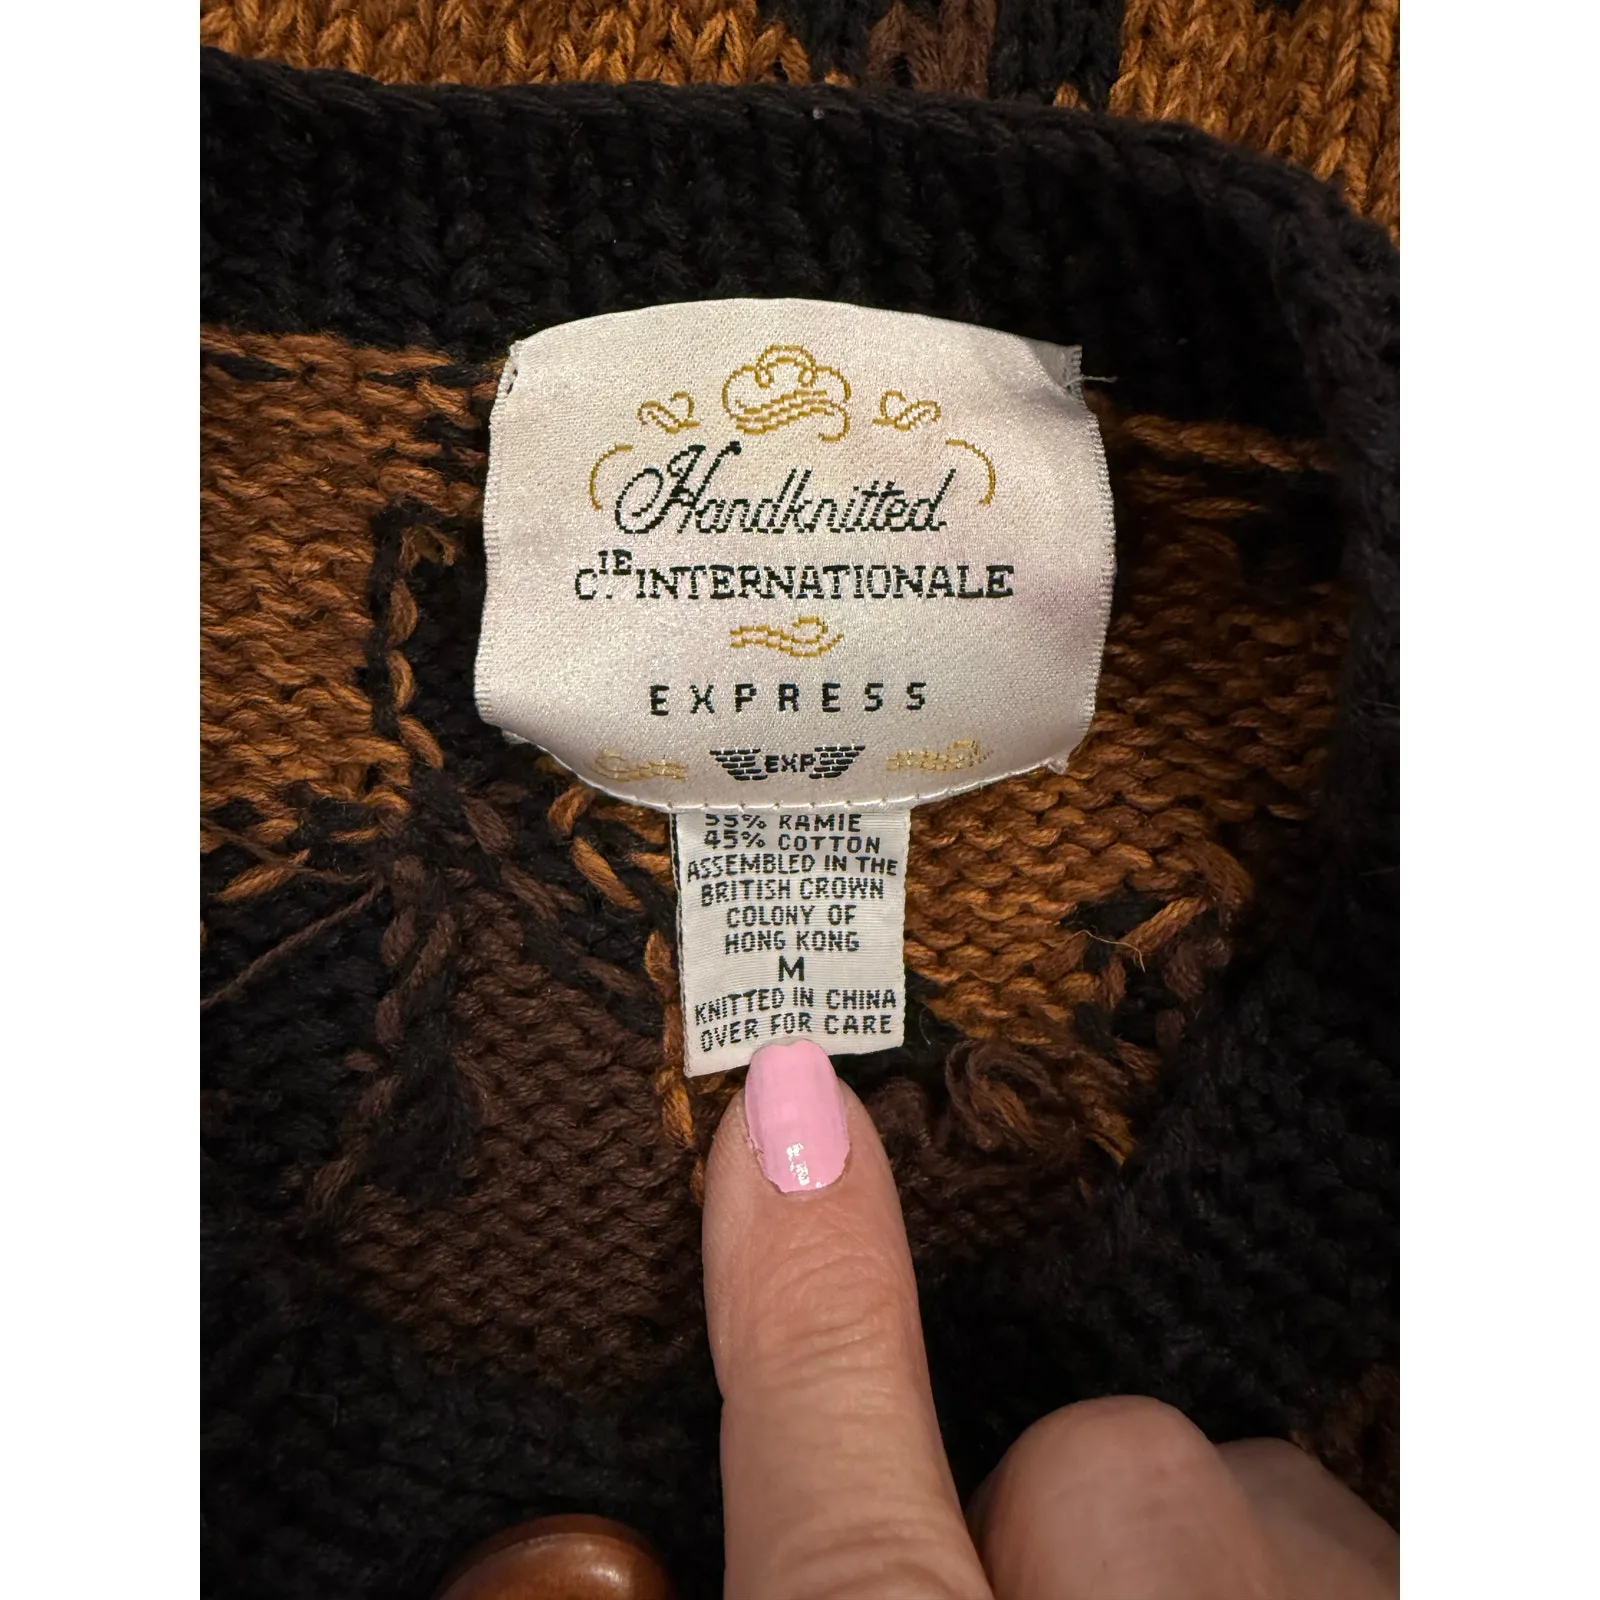 Handknitted
CIE. INTERNATIONALE
EXPRESS
EXP
55% RAMIE
45% COTTON
ASSEMBLED IN THE
BRITISH CROWN
COLONY OF
HONG KONG
M
KNITTED IN CHINA
OVER FOR CARE